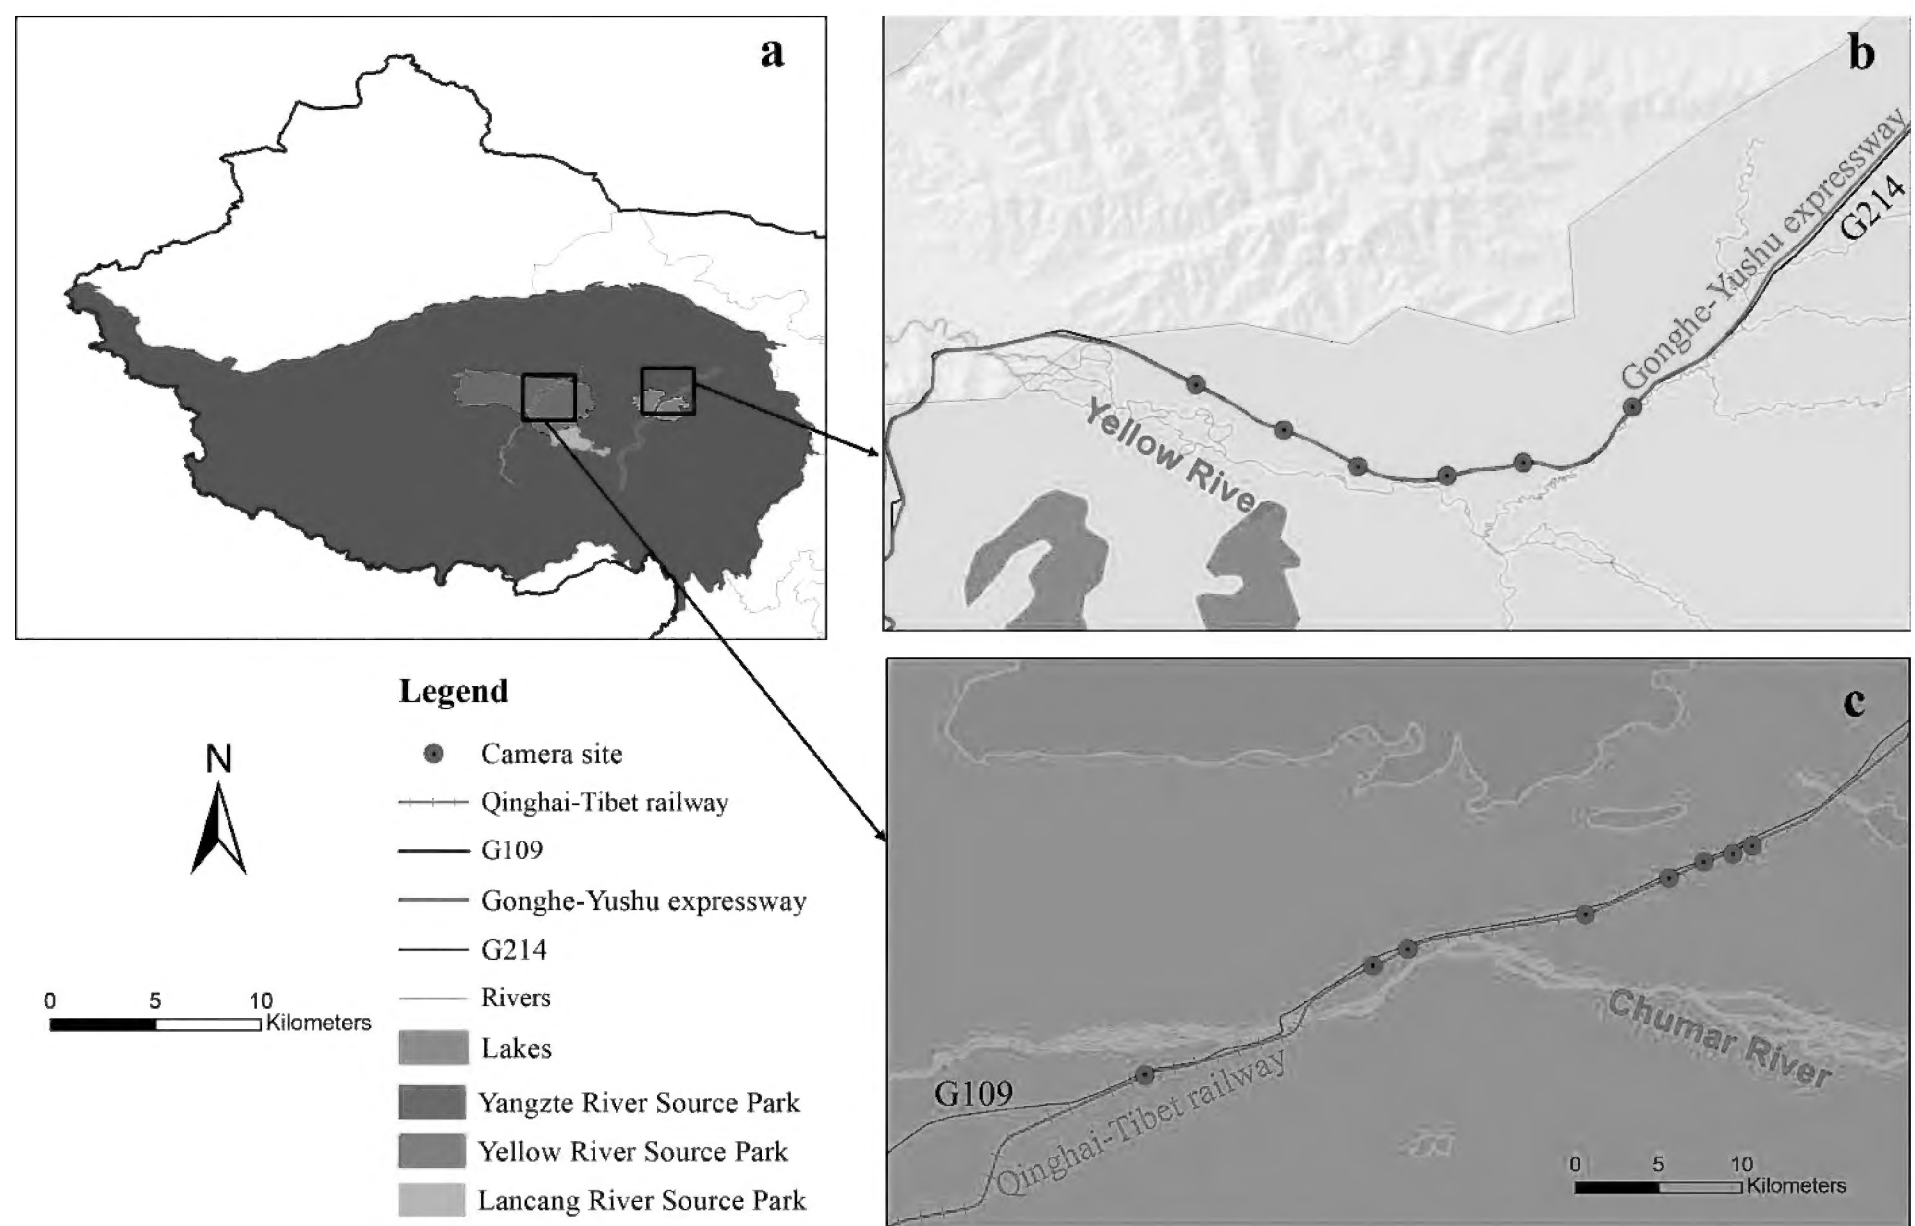 a
b
Gonghe-Yushu expressway
G214
Yellow Rive
Legend
Camera site
Qinghai-Tibet railway
G109
Gonghe-Yushu expressway
G214
Rivers
Lakes
Yangzte River Source Park
Yellow River Source Park
Lancang River Source Park
N
0 5 10
Kilometers
c
Chumar River
G109
Qinghai-Tibet railway
0 5 10
Kilometers